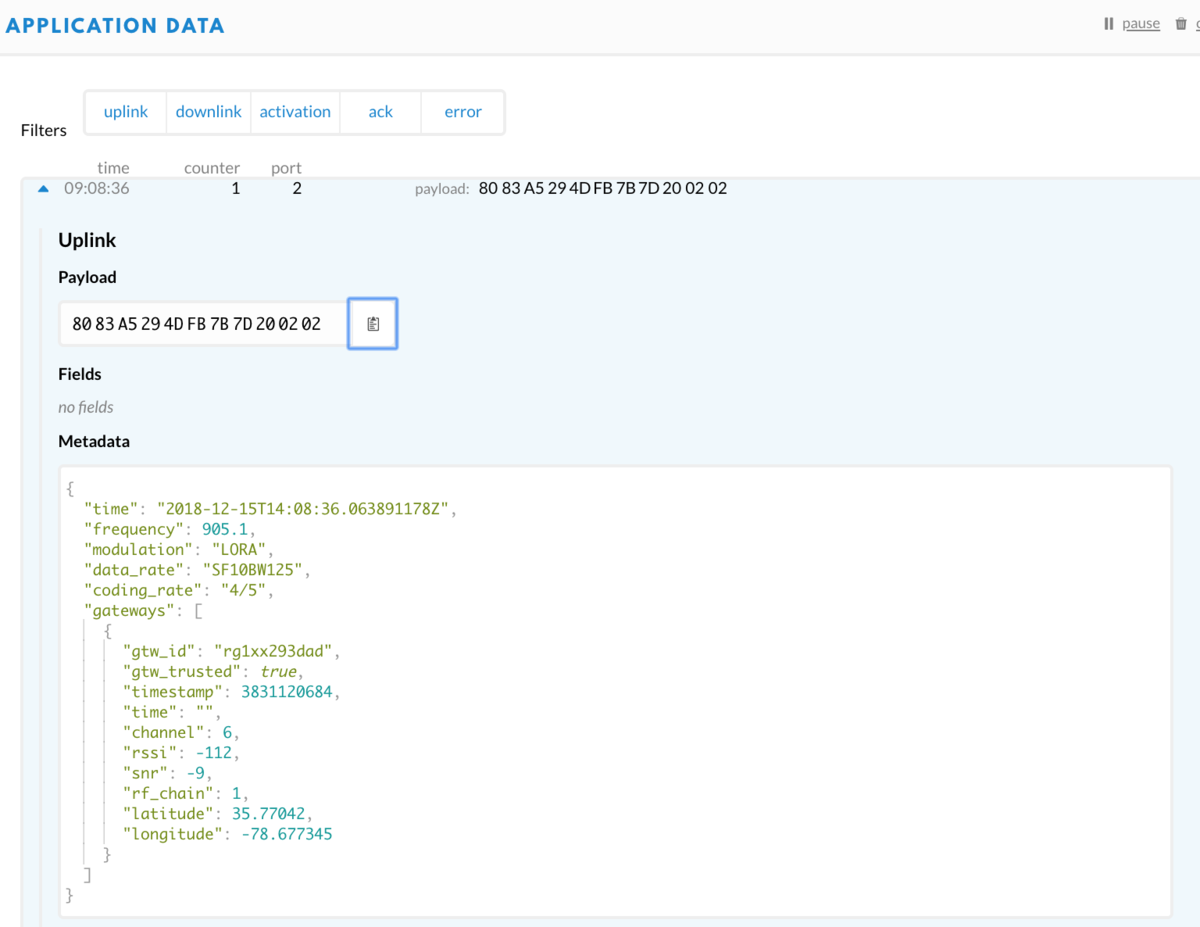 APPLICATION DATA
pause
Filters
uplink downlink activation ack error
time counter port
09:08:36 1 2 payload: 80 83 A5 29 4D FB 7B 7D 20 02 02
Uplink
Payload
80 83 A5 29 4D FB 7B 7D 20 02 02
Fields
no fields
Metadata
{
"time": "2018-12-15T14:08:36.063891178Z",
"frequency": 905.1,
"modulation": "LORA",
"data_rate": "SF10BW125",
"coding_rate": "4/5",
"gateways": [
{
"gtw_id": "rg1xx293dad",
"gtw_trusted": true,
"timestamp": 3831120684,
"time": "",
"channel": 6,
"rssi": -112,
"snr": -9,
"rf_chain": 1,
"latitude": 35.77042,
"longitude": -78.677345
}
]
}